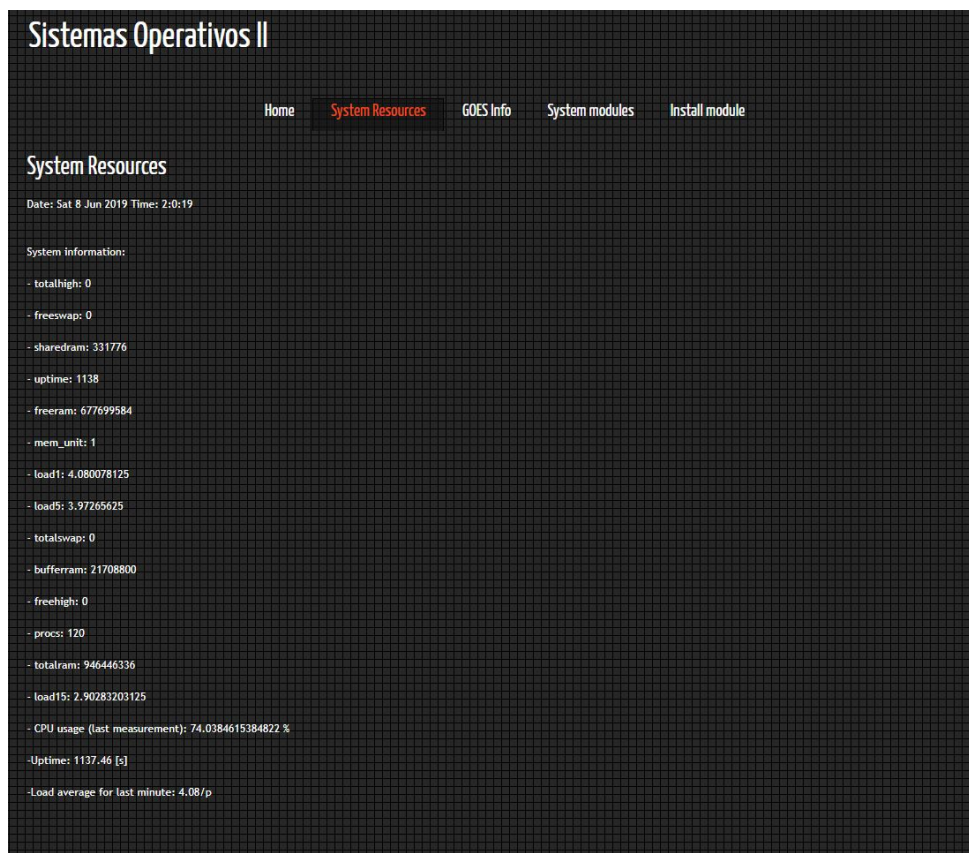 Sistemas Operativos II
Home System Resources GOES Info System modules Install module
System Resources
Date: Sat 8 Jun 2019 Time: 2:0:19
System information:
- totalhigh: 0
- freeswap: 0
- sharedram: 331776
- uptime: 1138
- freeram: 677699584
- mem_unit: 1
- load1: 4.080078125
- load5: 3.97265625
- totalswap: 0
- bufferram: 21708800
- freehigh: 0
- procs: 120
- totalram: 946446336
- load15: 2.90283203125
- CPU usage (last measurement): 74.0384615384822 %
-Uptime: 1137.46 [s]
-Load average for last minute: 4.08/p